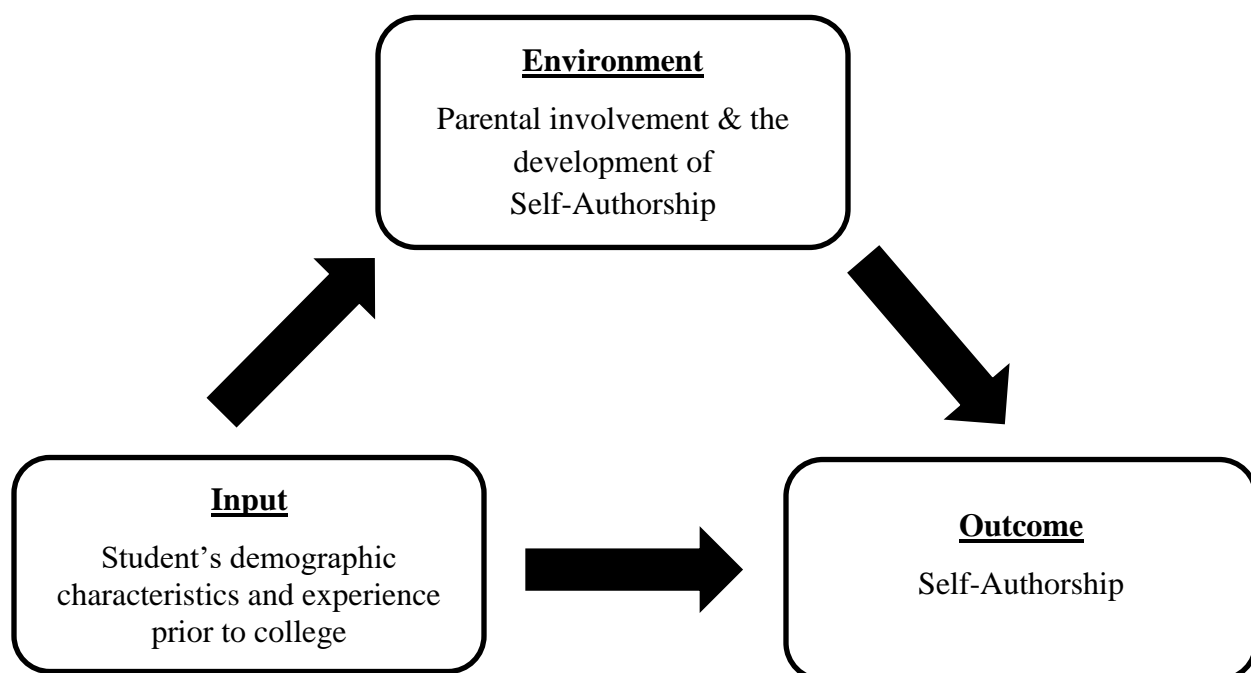 Environment
Parental involvement & the
development of
Self-Authorship
Input
Student’s demographic
characteristics and experience
prior to college
Outcome
Self-Authorship